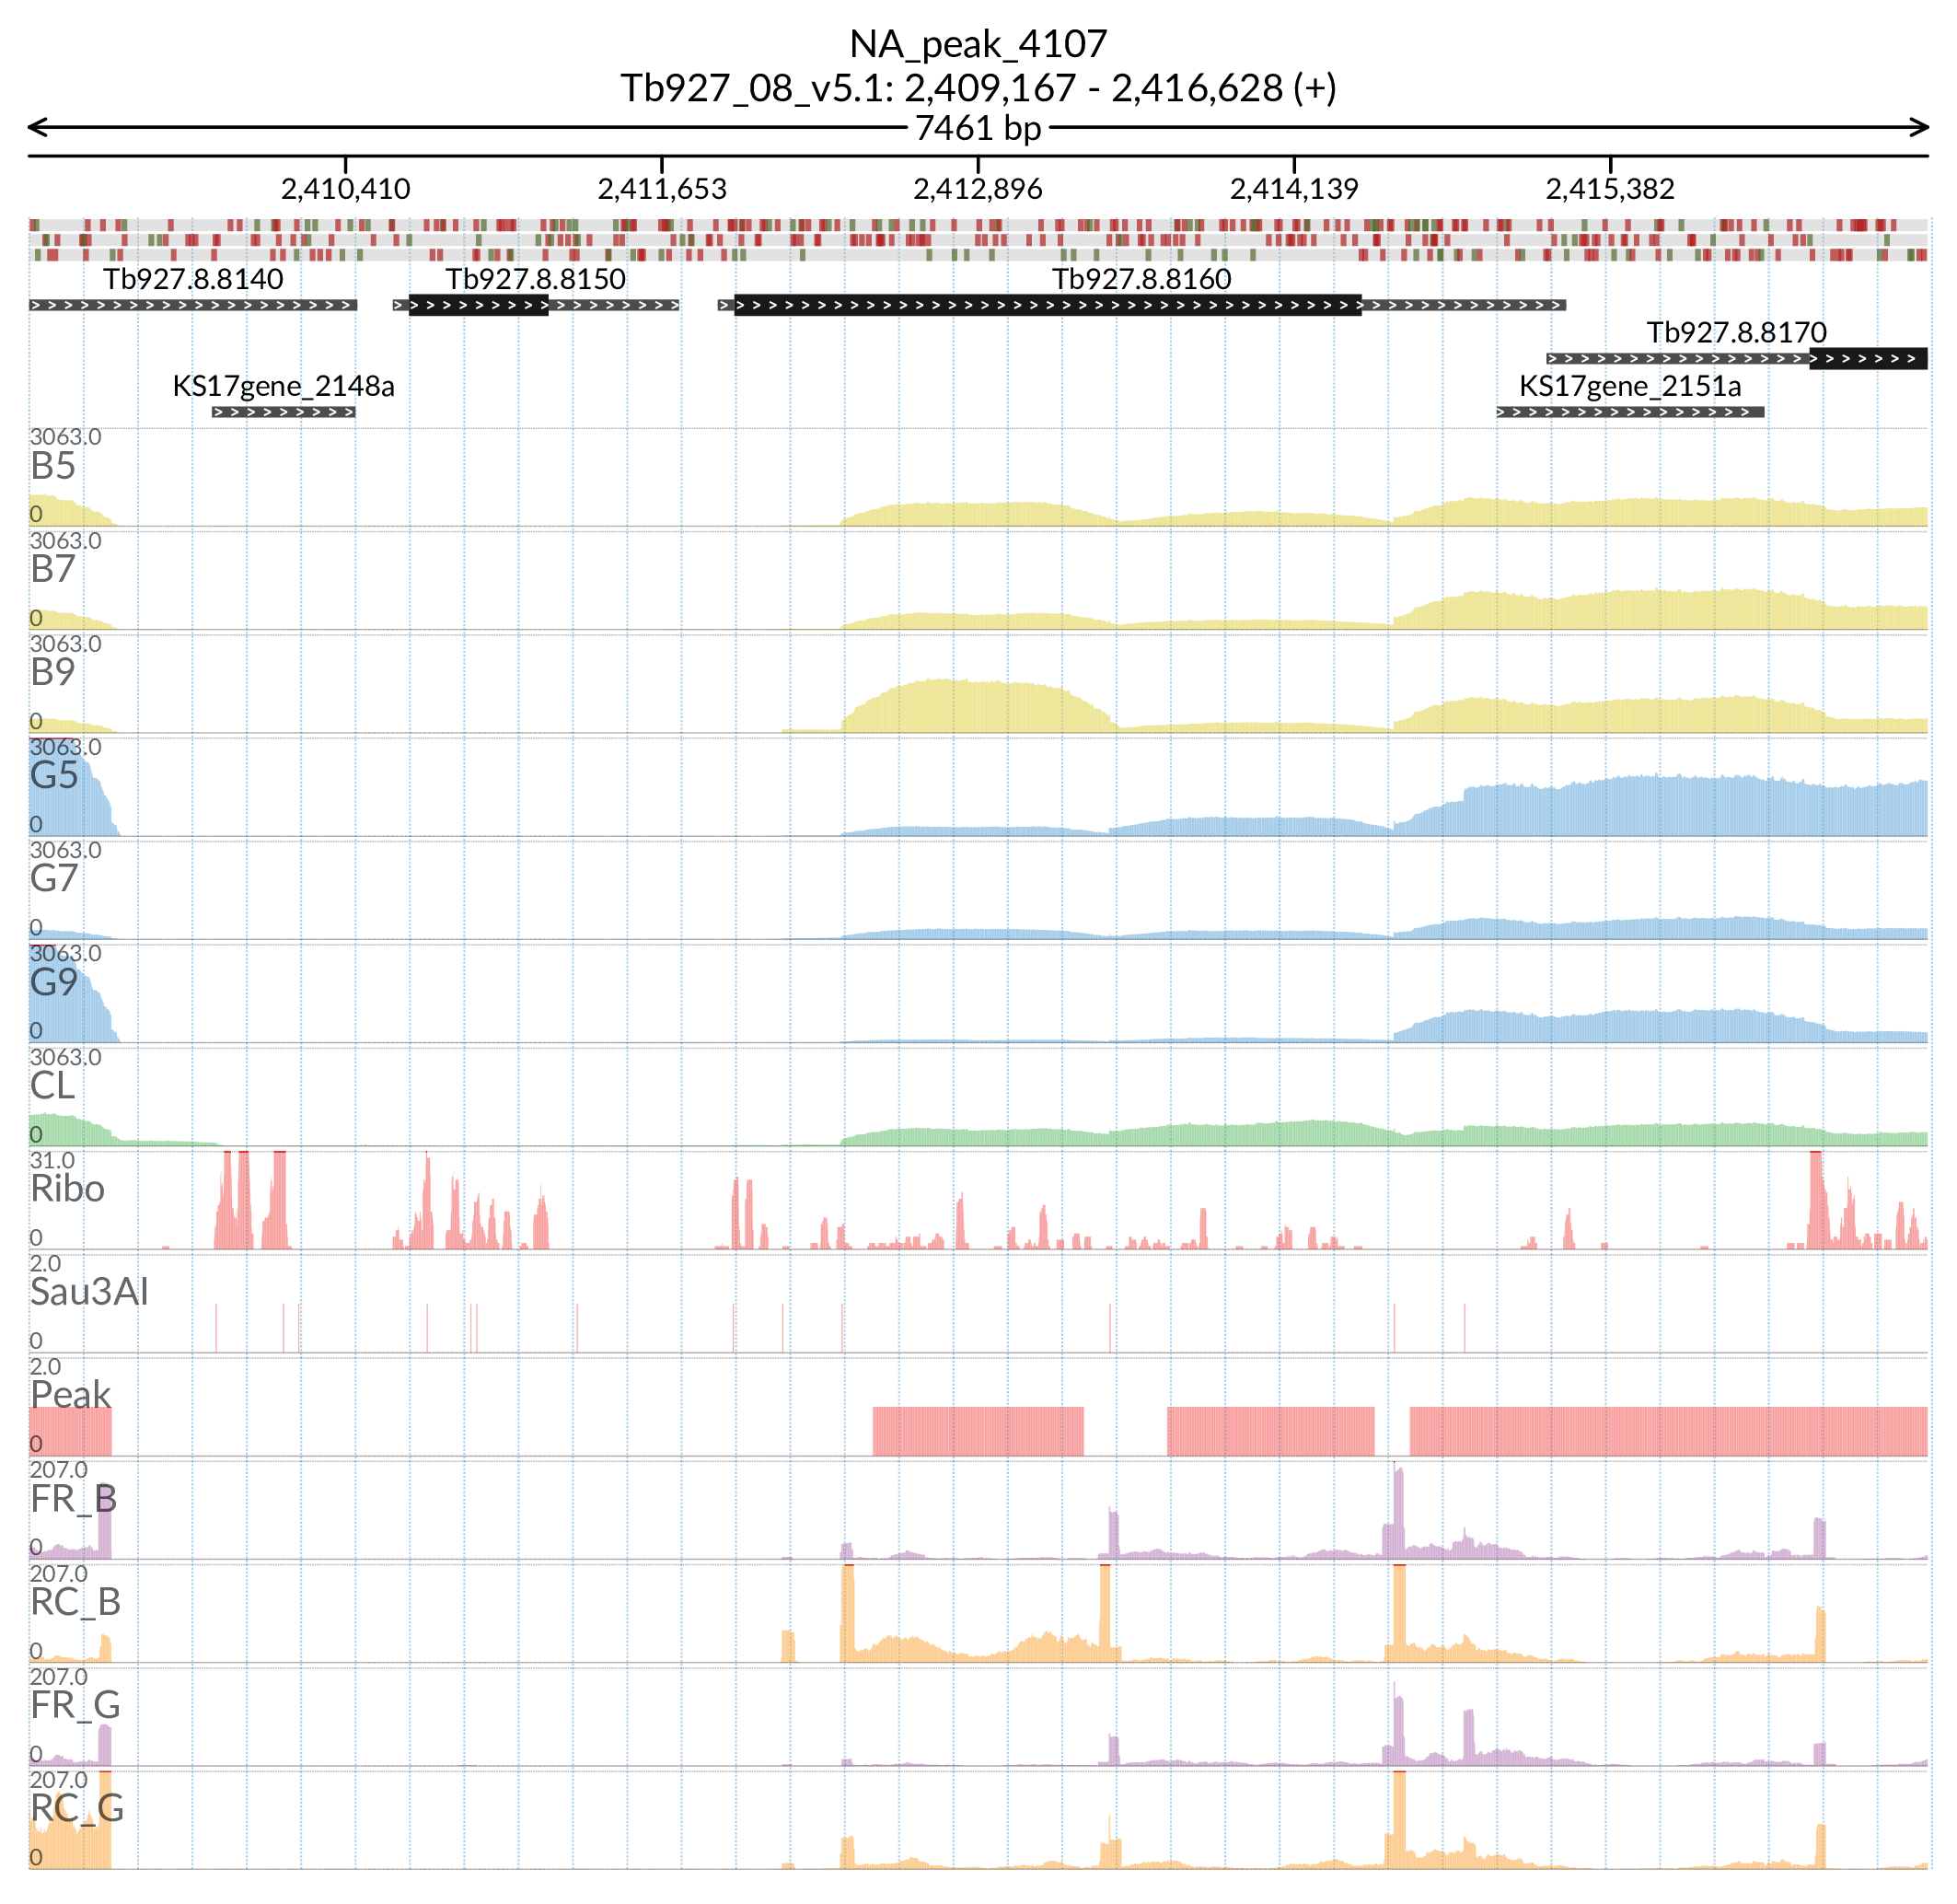 NA_peak_4107
Tb927_08_v5.1: 2,409,167 - 2,416,628 (+)
7461 bp
2,410,410 2,411,653 2,412,896 2,414,139 2,415,382
Tb927.8.8140 Tb927.8.8150 Tb927.8.8160
Tb927.8.8170
KS17gene_2148a KS17gene_2151a
3063.0
B5
0
3063.0
B7
0
3063.0
B9
0
3063.0
G5
0
3063.0
G7
0
3063.0
G9
0
3063.0
CL
0
31.0
Ribo
0
2.0
Sau3AI
0
2.0
Peak
0
207.0
FR_B
0
207.0
RC_B
0
207.0
FR_G
0
207.0
RC_G
0